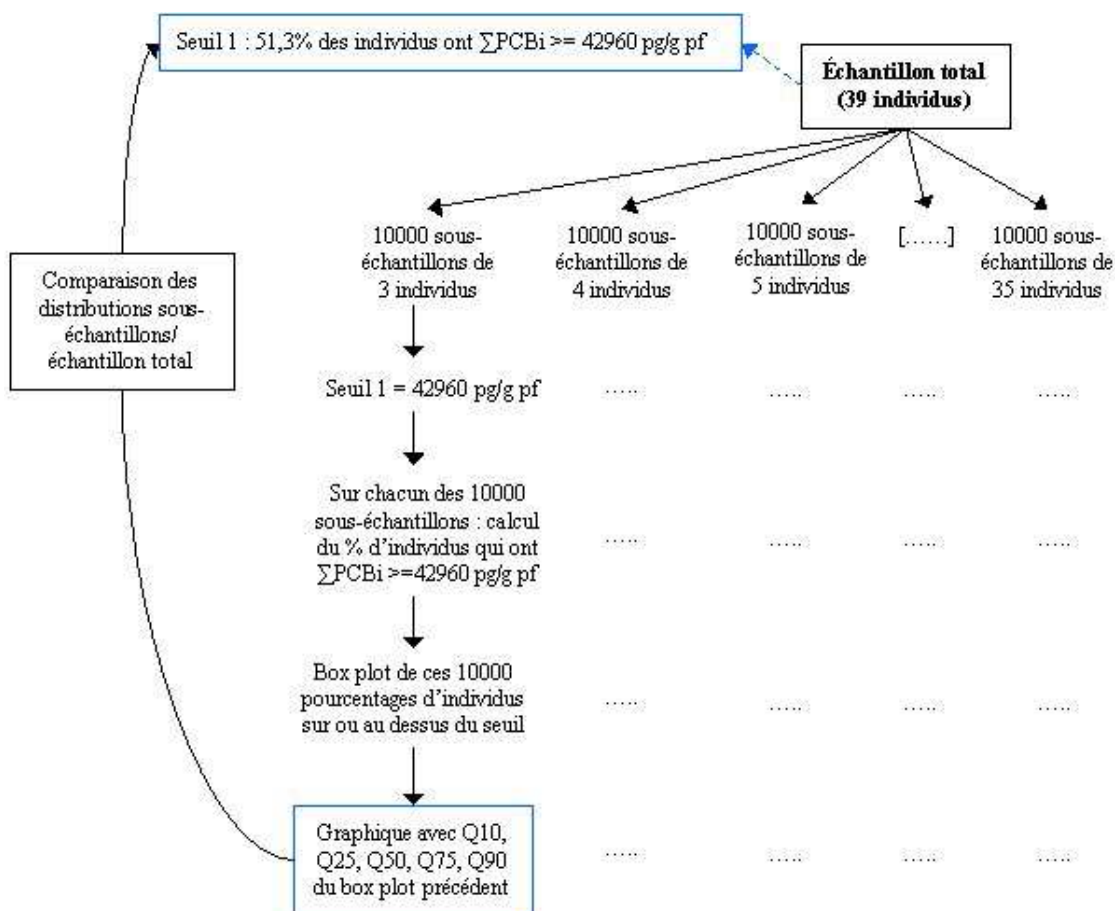 Seuil 1 : 51,3% des individus ont ∑PCBi >= 42960 pg/g pf
Échantillon total
(39 individus)
10000 sous-
échantillons de
3 individus
10000 sous-
échantillons de
4 individus
10000 sous-
échantillons de
5 individus
[......]
10000 sous-
échantillons de
35 individus
Comparaison des
distributions sous-
échantillons/
échantillon total
Seuil 1 = 42960 pg/g pf
.....
.....
.....
.....
Sur chacun des 10000
sous-échantillons : calcul
du % d’individus qui ont
∑PCBi >=42960 pg/g pf
.....
.....
.....
.....
Box plot de ces 10000
pourcentages d’individus
sur ou au dessus du seuil
.....
.....
.....
.....
Graphique avec Q10,
Q25, Q50, Q75, Q90
du box plot précédent
.....
.....
.....
.....